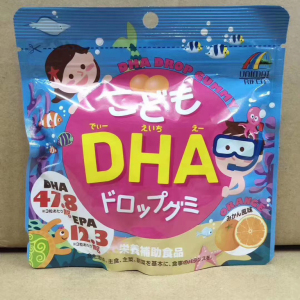 DHA DROP GUMMY
UNIMAT
RIKEN
こども
でぃー えいち えー
DHA
ドロップグミ
DHA
47.8
EPA
12.3
みかん風味
栄養補助食品